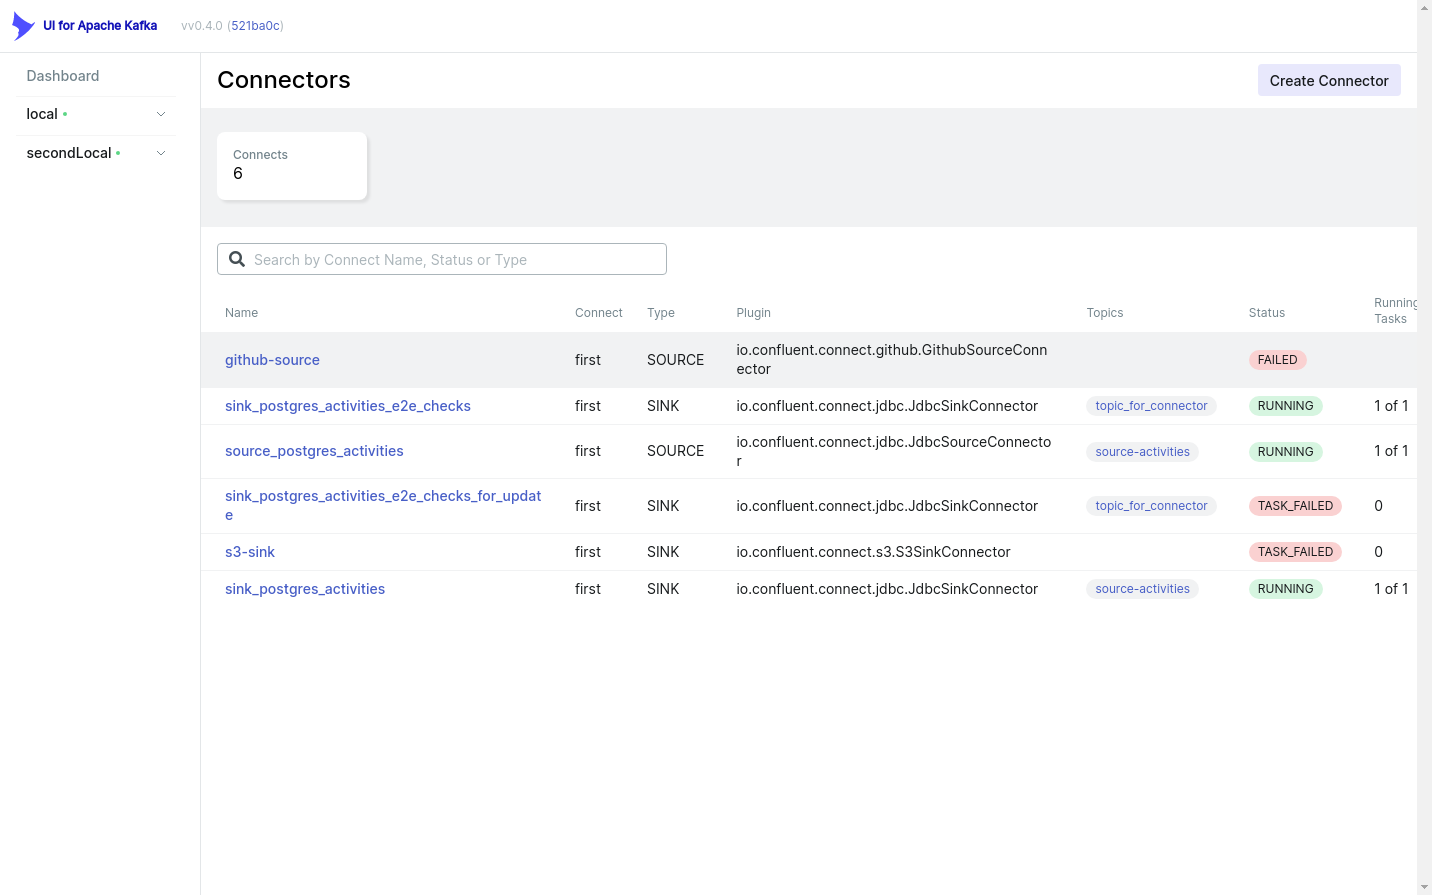 UI for Apache Kafka vv0.4.0 (521ba0c)
Dashboard
local
secondLocal
Connectors
Create Connector
Connects
6
Search by Connect Name, Status or Type
Name Connect Type Plugin Topics Status Running
Tasks
github-source first SOURCE io.confluent.connect.github.GithubSourceConn
ector FAILED
sink_postgres_activities_e2e_checks first SINK io.confluent.connect.jdbc.JdbcSinkConnector topic_for_connector RUNNING 1 of 1
source_postgres_activities first SOURCE io.confluent.connect.jdbc.JdbcSourceConnecto
r source-activities RUNNING 1 of 1
sink_postgres_activities_e2e_checks_for_updat
e first SINK io.confluent.connect.jdbc.JdbcSinkConnector topic_for_connector TASK_FAILED 0
s3-sink first SINK io.confluent.connect.s3.S3SinkConnector TASK_FAILED 0
sink_postgres_activities first SINK io.confluent.connect.jdbc.JdbcSinkConnector source-activities RUNNING 1 of 1